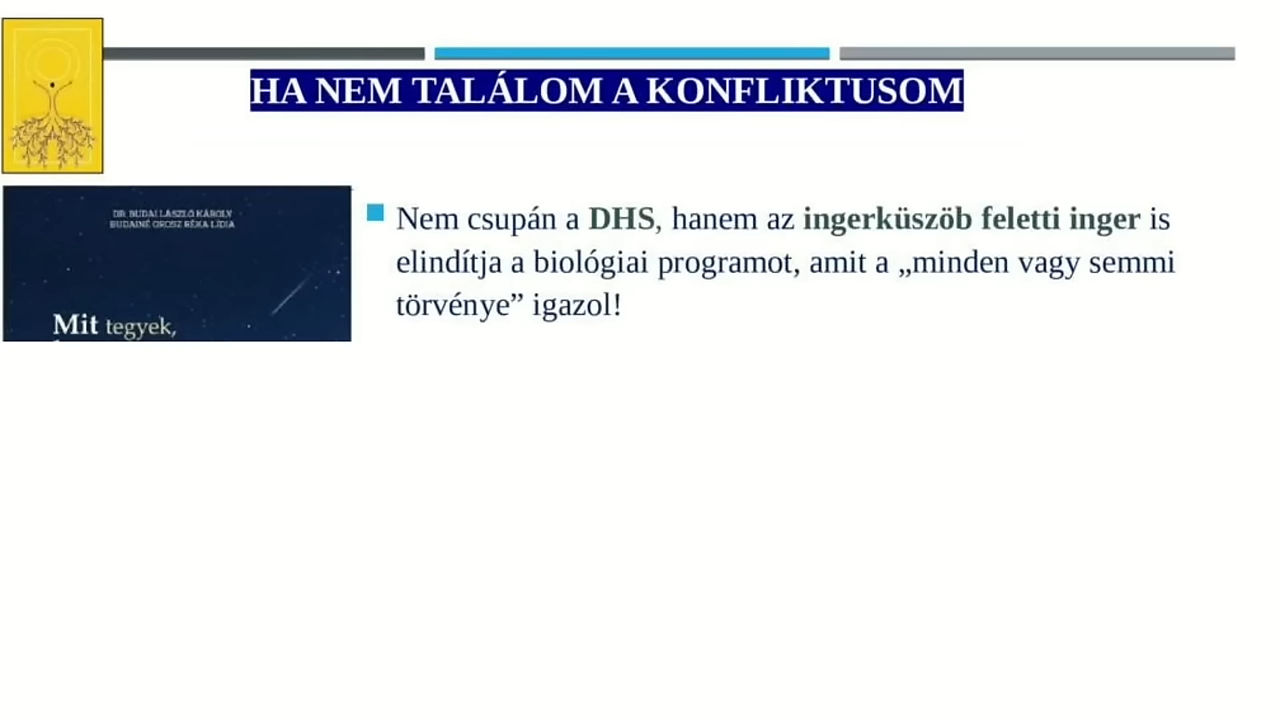 HA NEM TALÁLOM A KONFLIKTUSOM
DR. BUDAI LÁSZLÓ KÁROLY
BUDAINÉ GROSZ RÉKA LÍDIA
Mit tegyek,
Nem csupán a DHS, hanem az ingerküszöb feletti inger is
elindítja a biológiai programot, amit a „minden vagy semmi
törvénye” igazol!